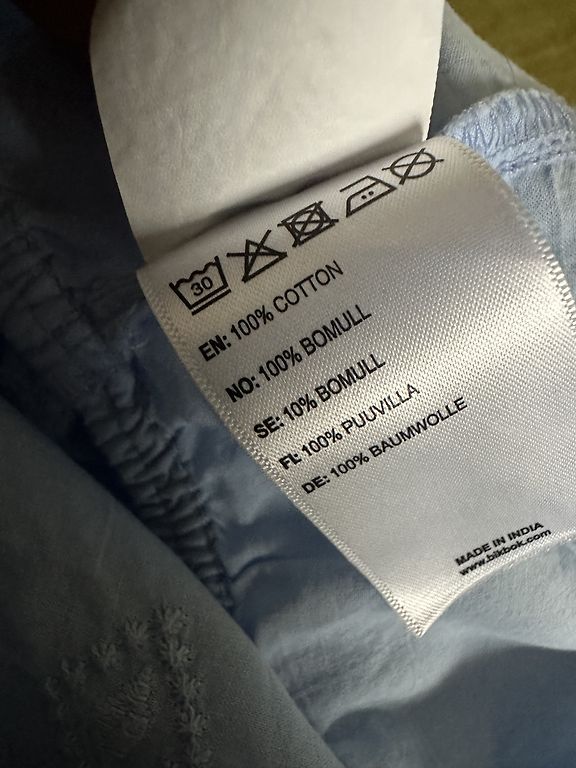 30
EN: 100% COTTON
NO: 100% BOMULL
SE: 10% BOMULL
FI: 100% PUUVILLA
DE: 100% BAUMWOLLE
MADE IN INDIA
www.bikbok.com